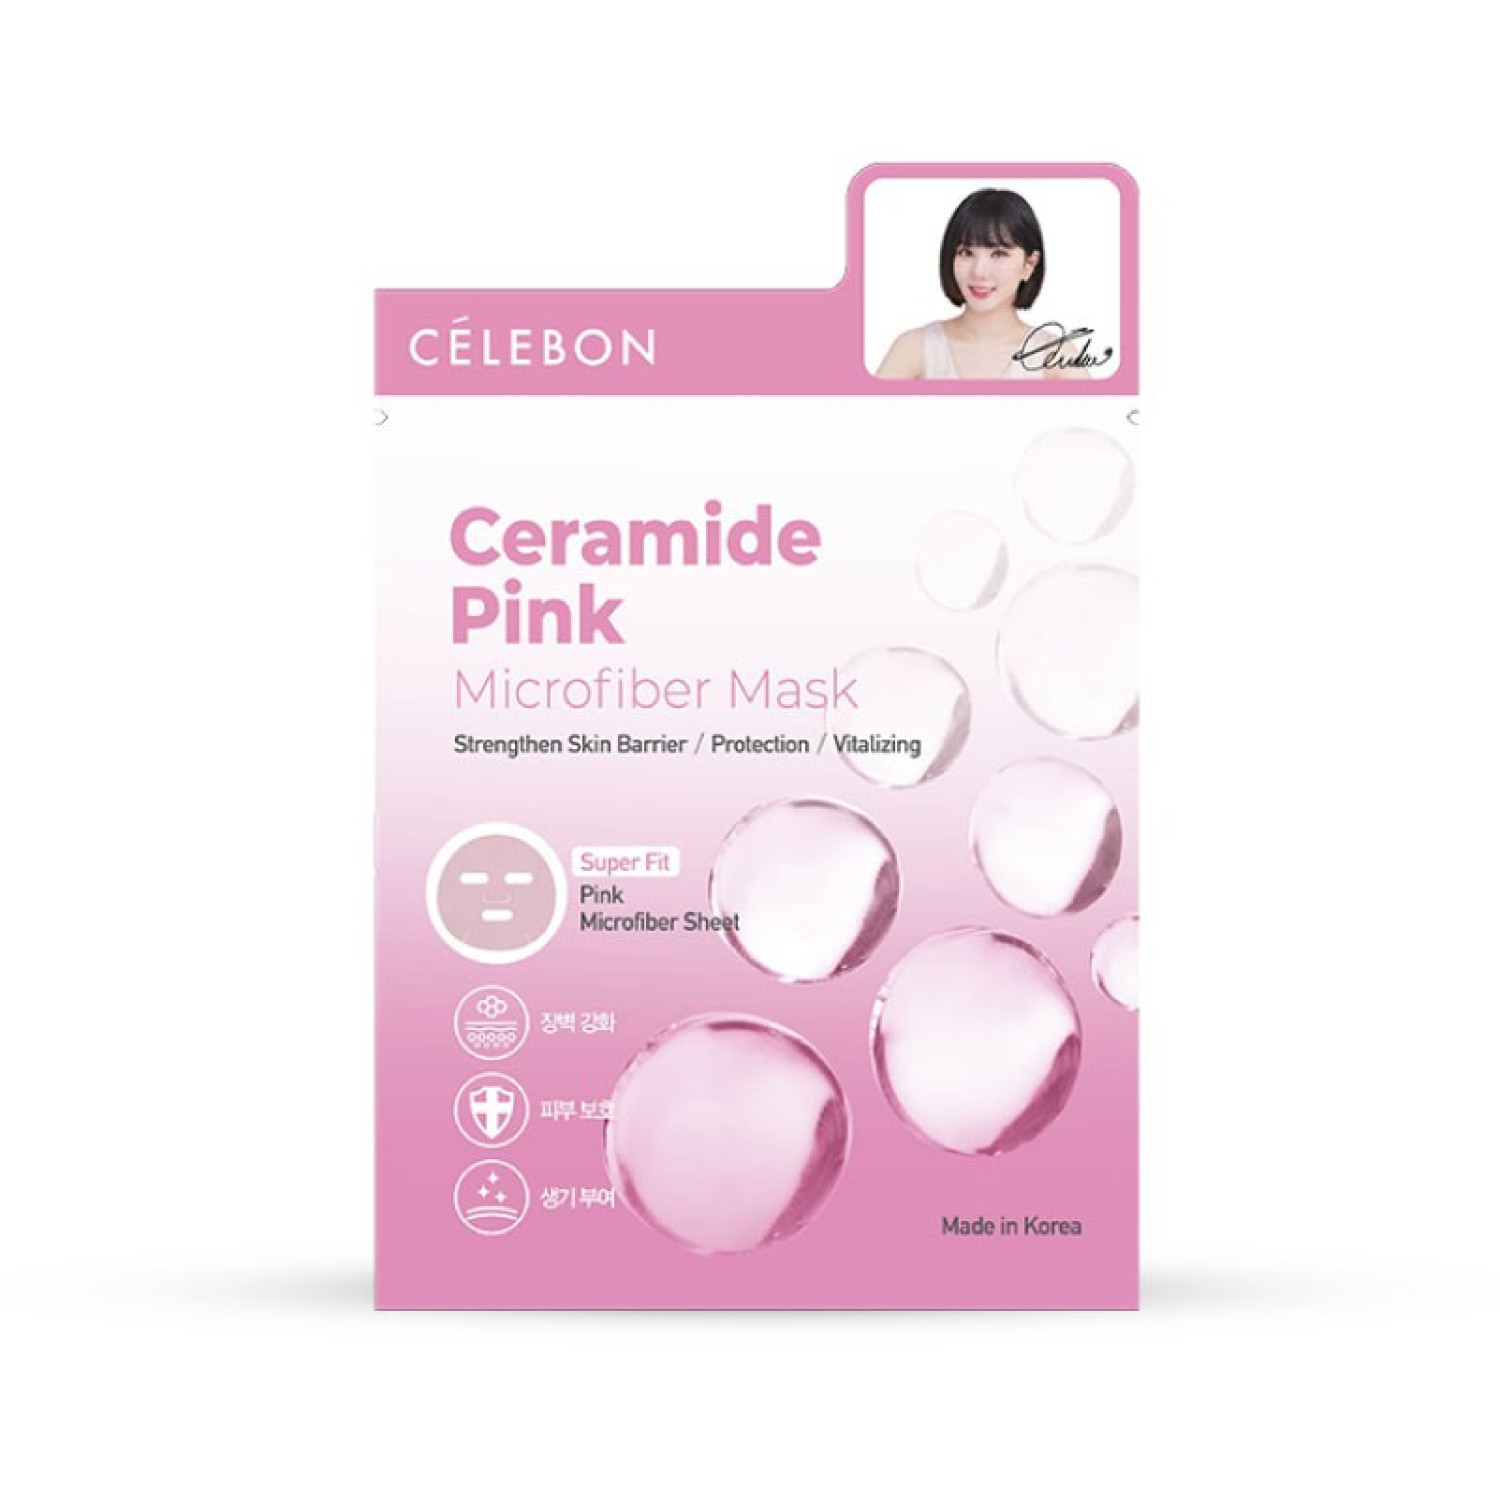 CÉLEBON
Ceramide
Pink
Microfiber Mask
Strengthen Skin Barrier / Protection / Vitalizing
Super Fit
Pink
Microfiber Sheet
장벽 강화
피부 보호
생기 부여
Made in Korea